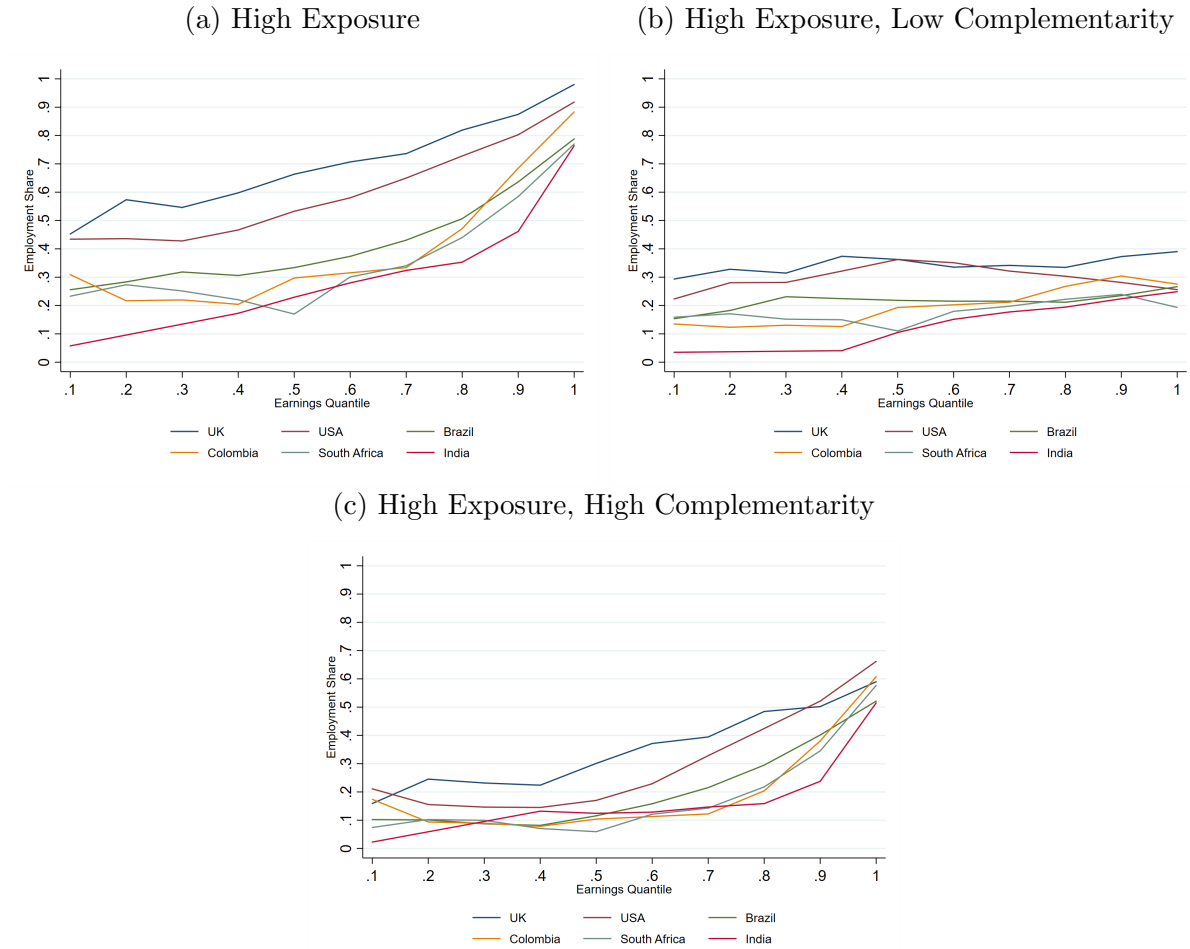 (a) High Exposure
Employment Share
1
.9
.8
.7
.6
.5
.4
.3
.2
.1
0
.1 .2 .3 .4 .5 .6 .7 .8 .9 1
Earnings Quantile
UK USA Brazil
Colombia South Africa India
(b) High Exposure, Low Complementarity
Employment Share
1
.9
.8
.7
.6
.5
.4
.3
.2
.1
0
.1 .2 .3 .4 .5 .6 .7 .8 .9 1
Earnings Quantile
UK USA Brazil
Colombia South Africa India
(c) High Exposure, High Complementarity
Employment Share
1
.9
.8
.7
.6
.5
.4
.3
.2
.1
0
.1 .2 .3 .4 .5 .6 .7 .8 .9 1
Earnings Quantile
UK USA Brazil
Colombia South Africa India